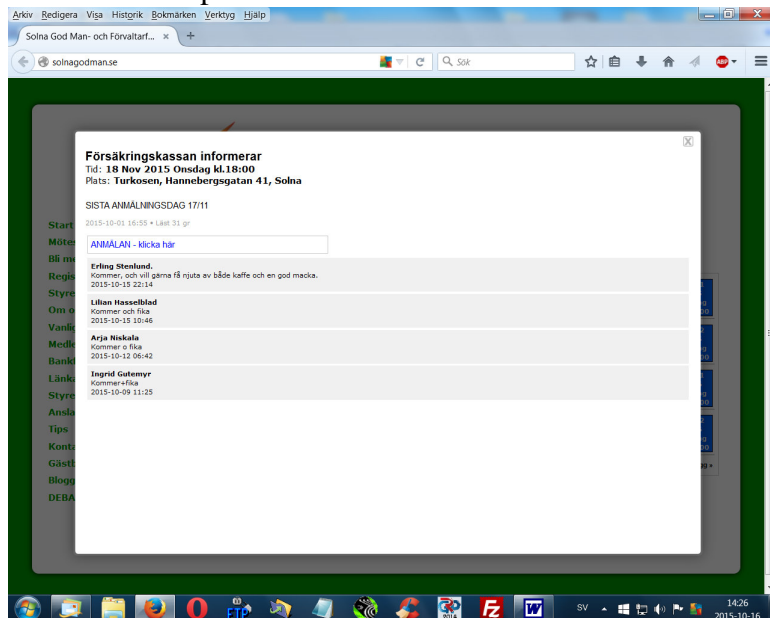 Arkiv Redigera Visa Historik Bokmärken Verktyg Hjälp
Solna God Man- och Förvaltarf... × +
solnagodman.se
Sök
ABP
Försäkringskassan informerar
Tid: 18 Nov 2015 Onsdag kl.18:00
Plats: Turkosen, Hannebergsgatan 41, Solna
SISTA ANMÄLNINGSDAG 17/11
2015-10-01 16:55 • Läst 31 gr
ANMÄLAN - klicka här
Erling Stenlund.
Kommer, och vill gärna få njuta av både kaffe och en god macka.
2015-10-15 22:14
Lilian Hasselblad
Kommer och fika
2015-10-15 10:46
Arja Niskala
Kommer o fika
2015-10-12 06:42
Ingrid Gutemyr
Kommer+fika
2015-10-09 11:25
Start
Möte
Bli me
Regis
Styre
Om o
Vanlig
Medle
Bankt
Länka
Styre
Ansla
Tips
Konta
Gästb
Blogg
DEBA
FTP
2014
FZ
W
SV
14:26
2015-10-16